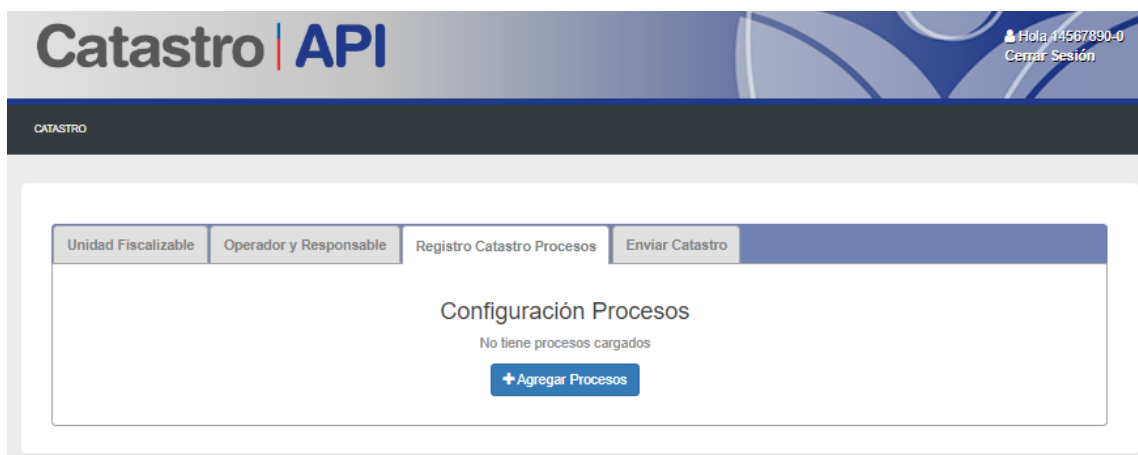 Catastro | API
Hola 14567890-0
Cerrar Sesión
CATASTRO
Unidad Fiscalizable
Operador y Responsable
Registro Catastro Procesos
Enviar Catastro
Configuración Procesos
No tiene procesos cargados
+ Agregar Procesos